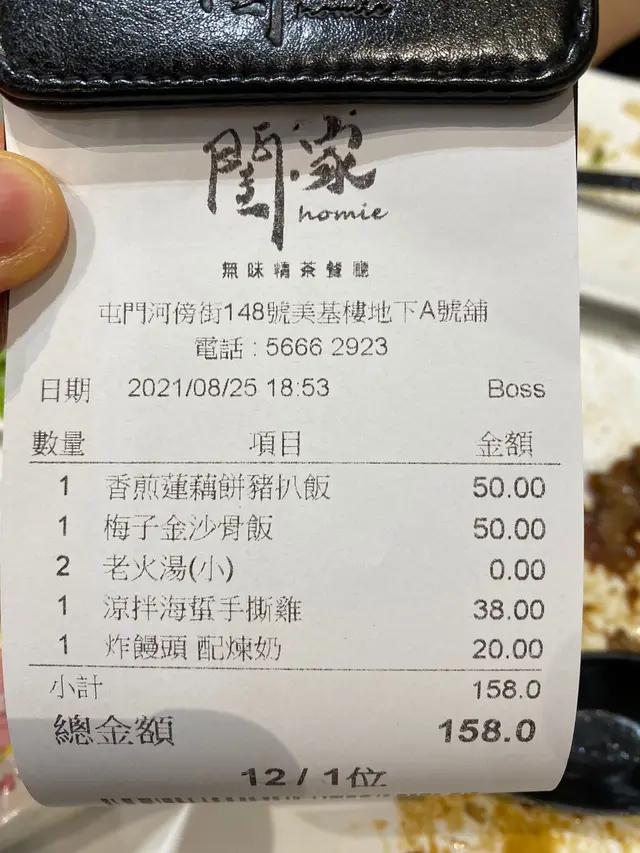 閨家
homie
無味精茶餐廳
屯門河傍街148號美基樓地下A號舖
電話 : 5666 2923
日期 2021/08/25 18:53 Boss
數量 項目 金額
1 香煎蓮藕餅豬扒飯 50.00
1 梅子金沙骨飯 50.00
2 老火湯(小) 0.00
1 涼拌海蜇手撕雞 38.00
1 炸饅頭 配煉奶 20.00
小計 158.0
總金額 158.0
12 / 1位